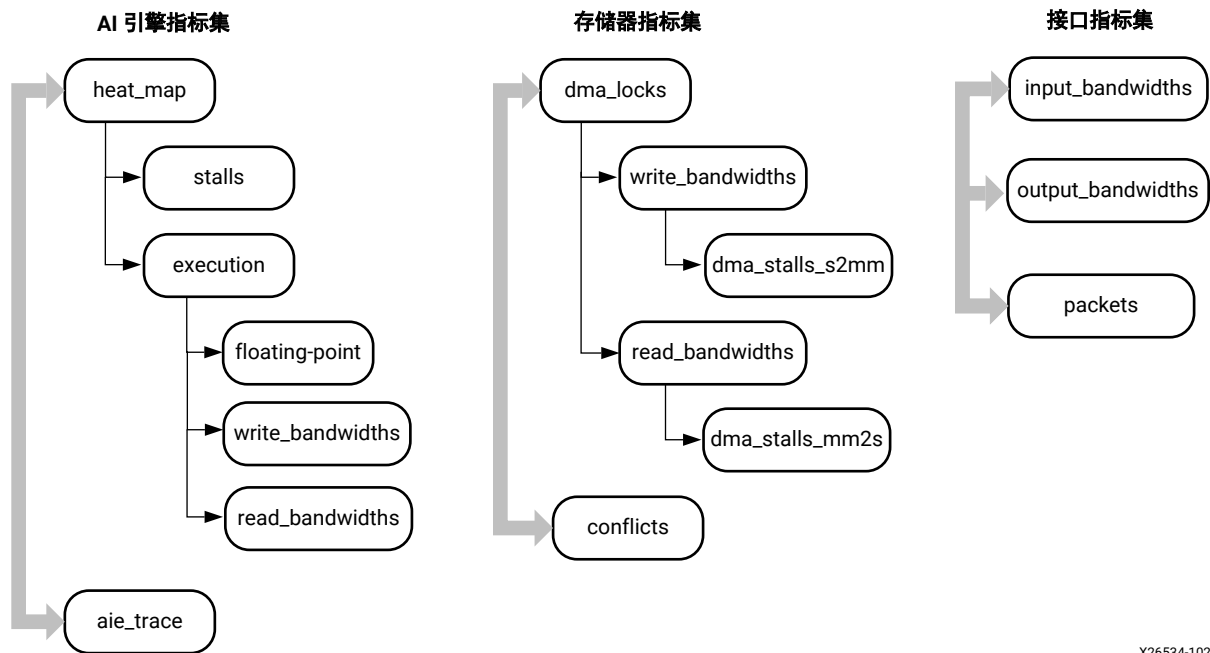 AI 引擎指标集
heat_map
stalls
execution
floating-point
write_bandwidths
read_bandwidths
aie_trace
存储器指标集
dma_locks
write_bandwidths
dma_stalls_s2mm
read_bandwidths
dma_stalls_mm2s
conflicts
接口指标集
input_bandwidths
output_bandwidths
packets